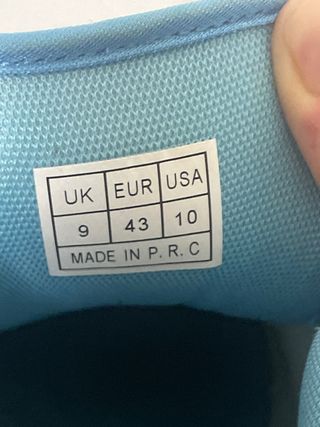 UK EUR USA
9 43 10
MADE IN P. R. C